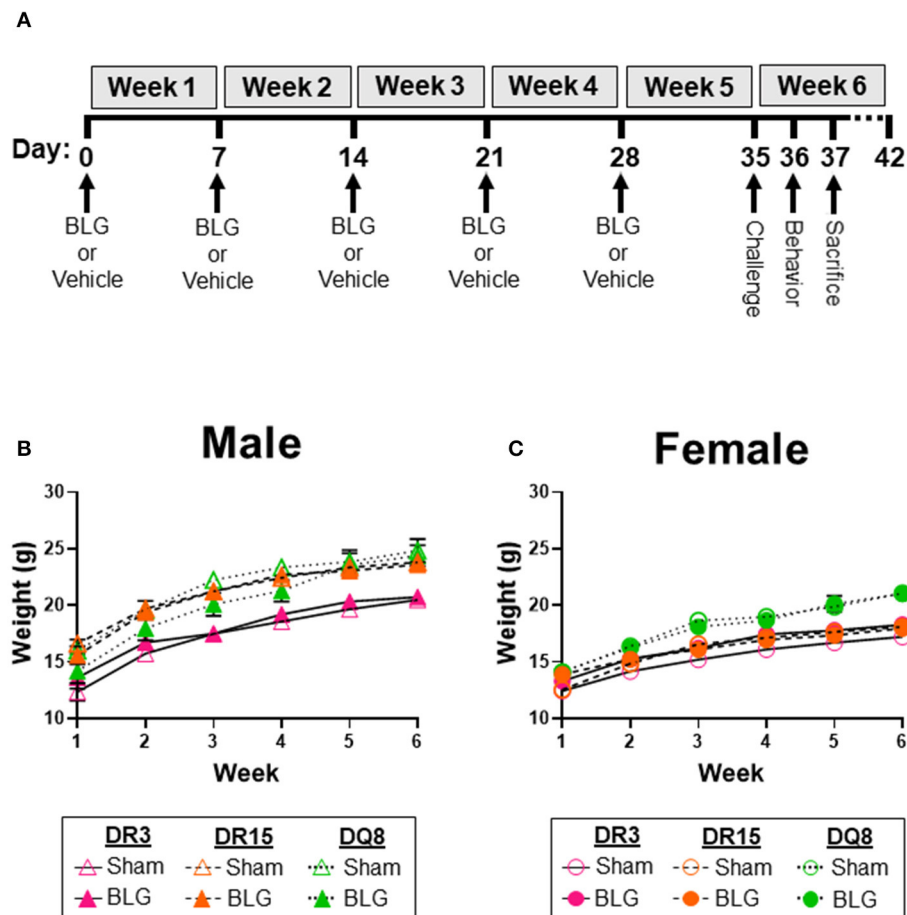 A
Week 1 Week 2 Week 3 Week 4 Week 5 Week 6
Day: 0 7 14 21 28 35 36 37 42
BLG or Vehicle
BLG or Vehicle
BLG or Vehicle
BLG or Vehicle
BLG or Vehicle
Challenge
Behavior
Sacrifice
B
Male
Weight (g)
30
25
20
15
10
1 2 3 4 5 6
Week
DR3 DR15 DQ8
Sham Sham Sham
BLG BLG BLG
C
Female
Weight (g)
30
25
20
15
10
1 2 3 4 5 6
Week
DR3 DR15 DQ8
Sham Sham Sham
BLG BLG BLG